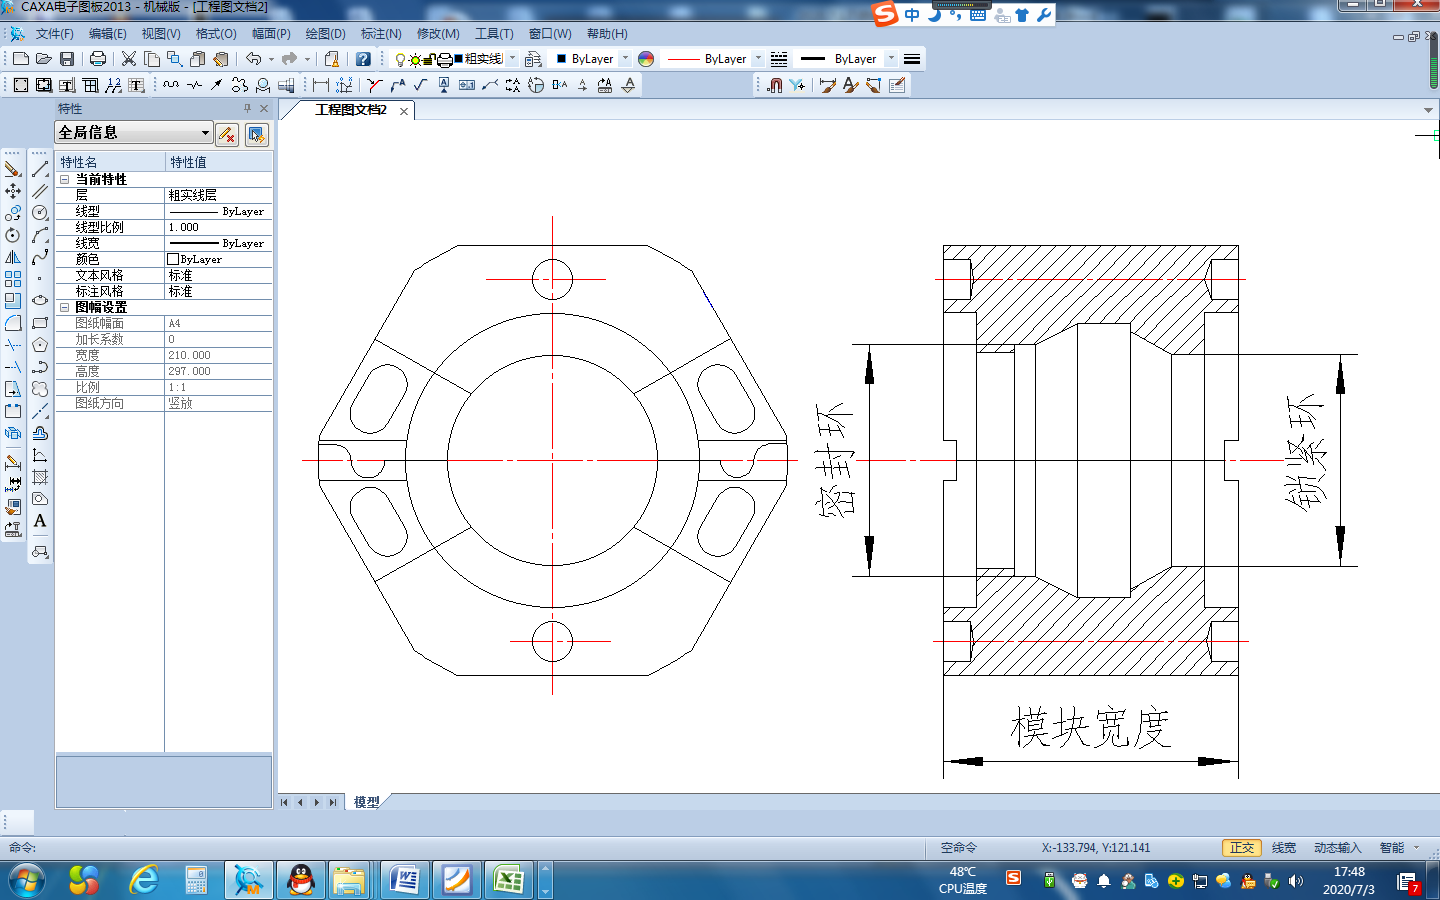 CAXA电子图板2013 - 机械版 - [工程图文档2]
中
文件(F) 编辑(E) 视图(V) 格式(O) 幅面(P) 绘图(D) 标注(N) 修改(M) 工具(T) 窗口(W) 帮助(H)
粗实线 ByLayer ByLayer ByLayer
特性
工程图文档2
全局信息
特性名 特性值
当前特性
层 粗实线层
线型 ByLayer
线型比例 1.000
线宽 ByLayer
颜色 ByLayer
文本风格 标准
标注风格 标准
图幅设置
图纸幅面 A4
加长系数 0
宽度 210.000
高度 297.000
比例 1:1
图纸方向 竖放
密封环
锁紧环
模块宽度
模型
命令:
空命令 X:-133.794, Y:121.141 正交 线宽 动态输入 智能
48℃
CPU温度
17:48
2020/7/3
7